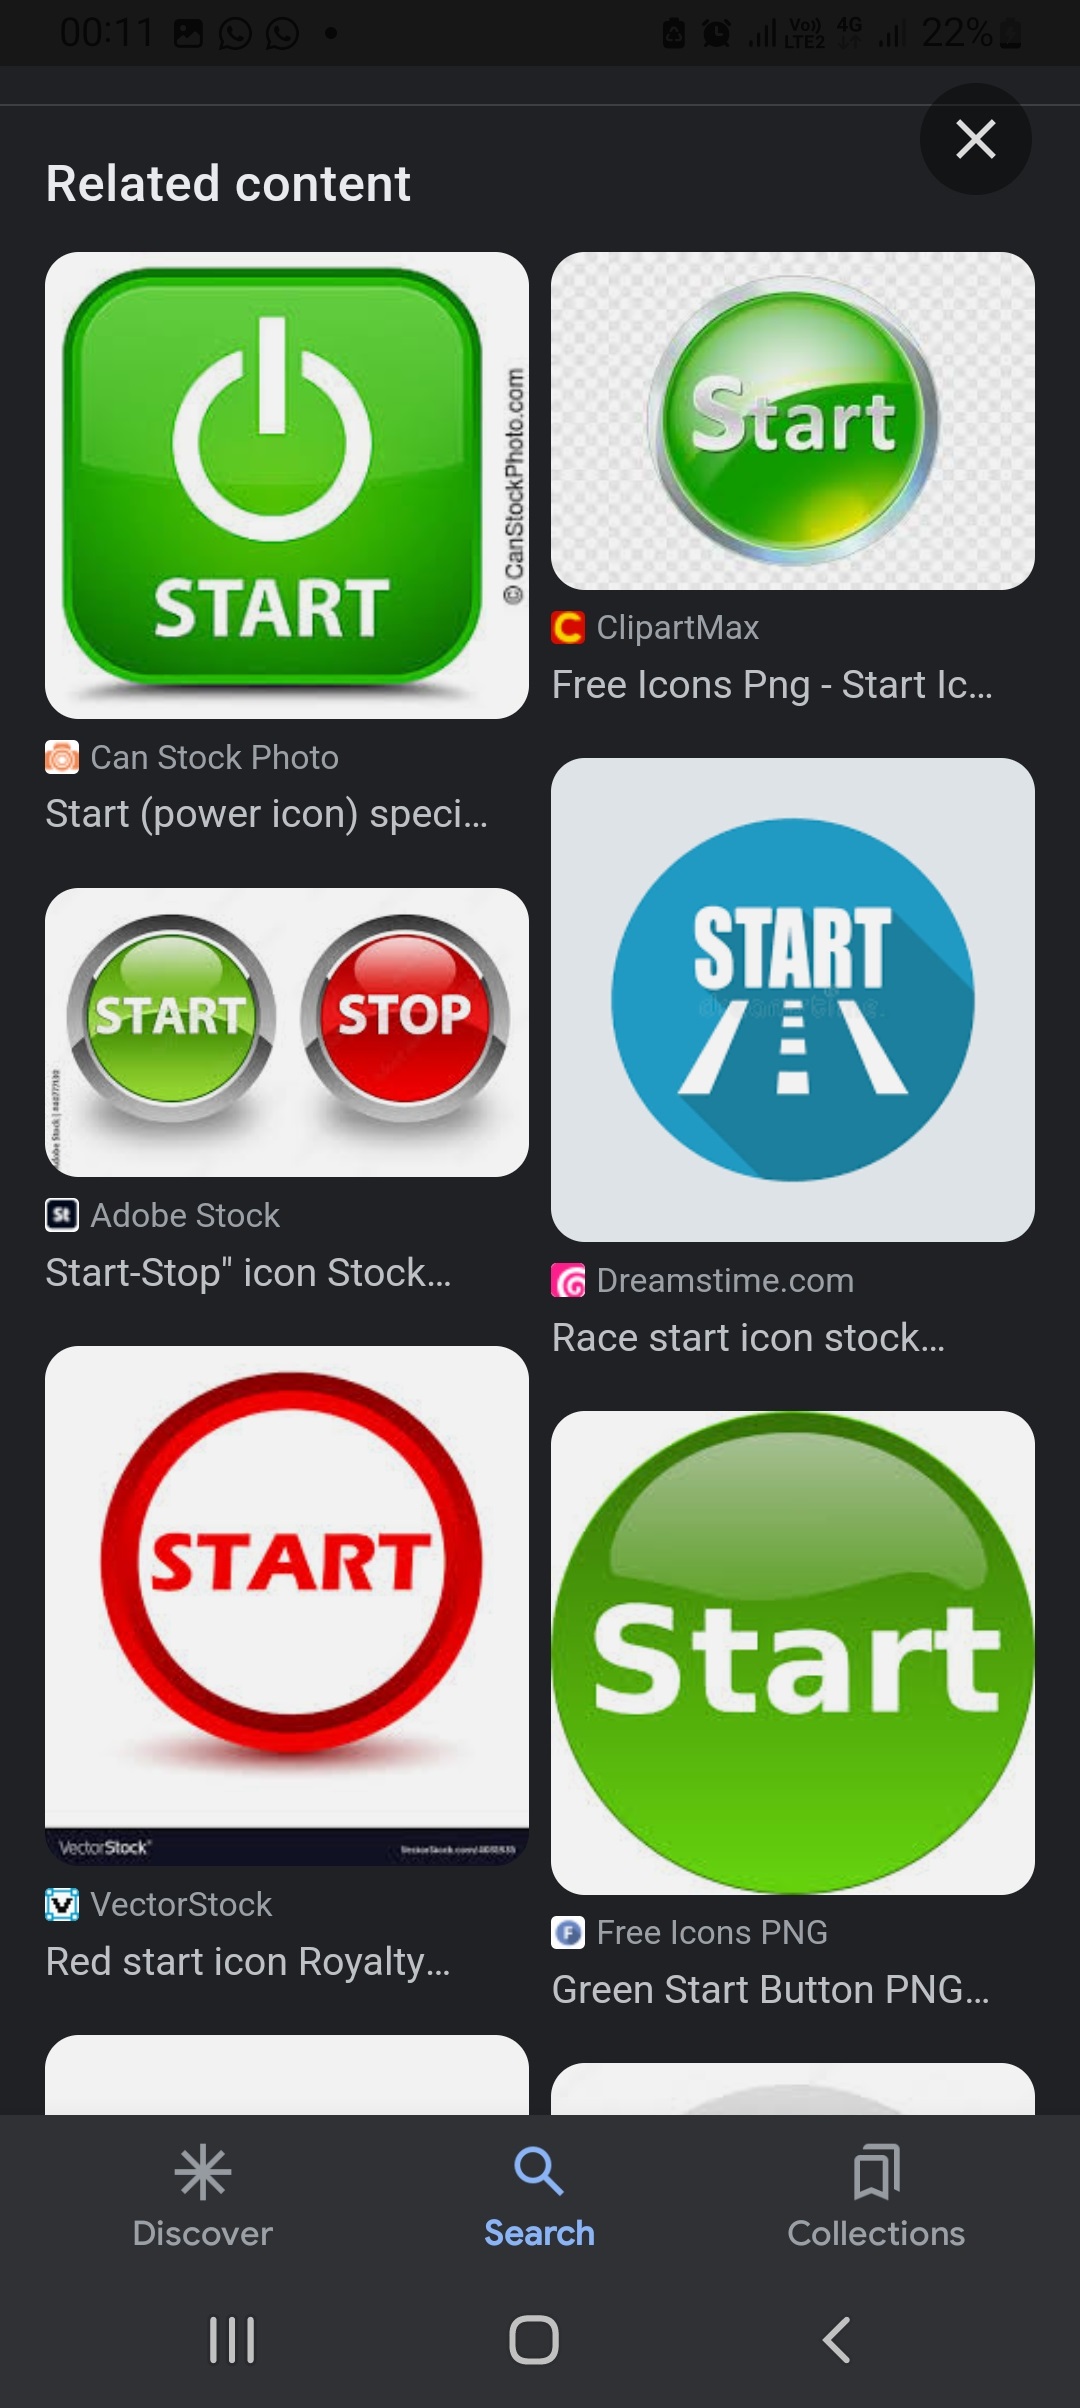 00:11
Vo)) LTE2 4G 22%
Related content
START
© CanStockPhoto.com
Can Stock Photo
Start (power icon) speci...
Start
ClipartMax
Free Icons Png - Start Ic...
START
STOP
Adobe Stock
Start-Stop" icon Stock...
START
dreamstime.
Dreamstime.com
Race start icon stock...
START
VectorStock®
VectorStock
Red start icon Royalty...
Start
Free Icons PNG
Green Start Button PNG...
Discover
Search
Collections